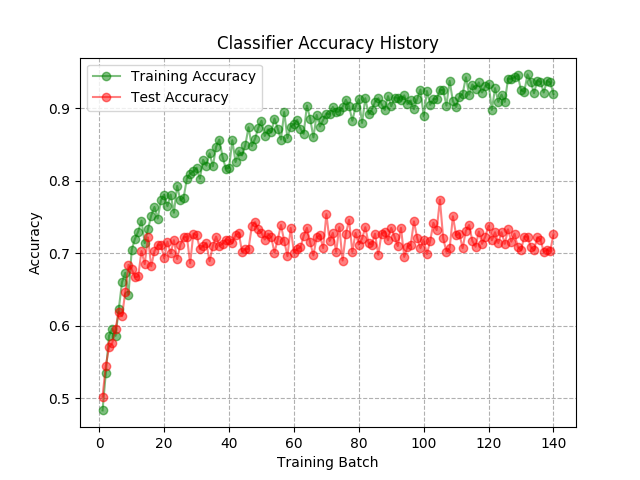 Classifier Accuracy History
Training Accuracy
Test Accuracy
0.9
0.8
0.7
0.6
0.5
Accuracy
0 20 40 60 80 100 120 140
Training Batch